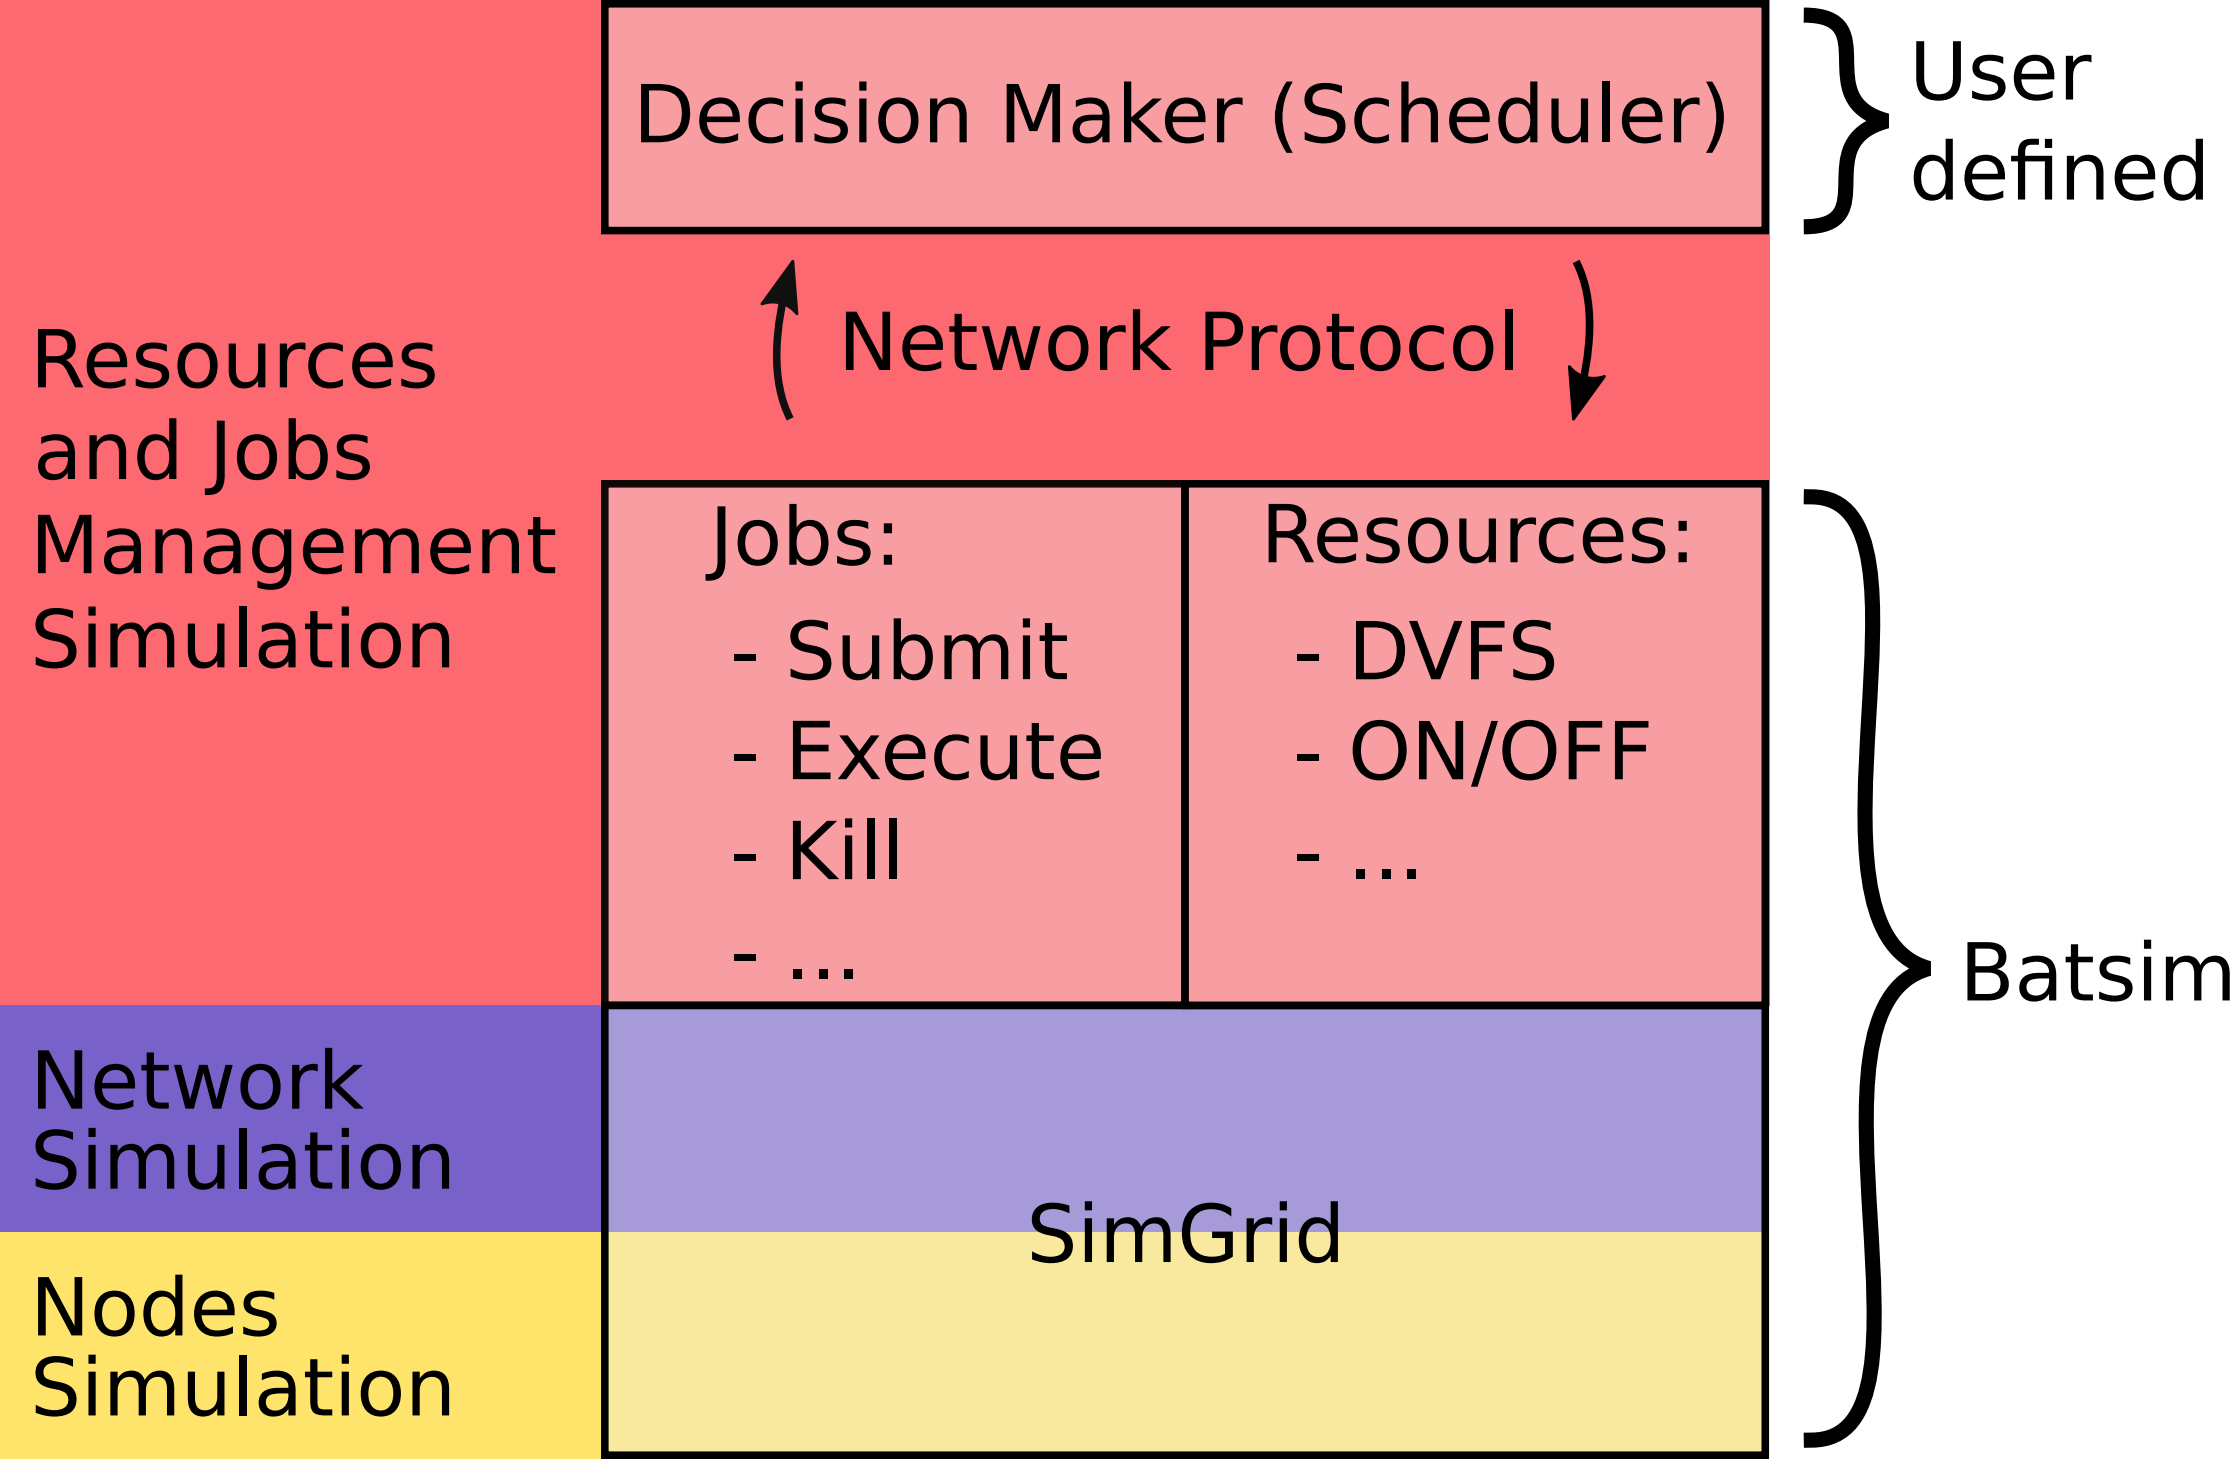 Decision Maker (Scheduler)
User
defined
Network Protocol
Resources
and Jobs
Management
Simulation
Jobs:
- Submit
- Execute
- Kill
- ...
Resources:
- DVFS
- ON/OFF
- ...
Batsim
Network
Simulation
SimGrid
Nodes
Simulation